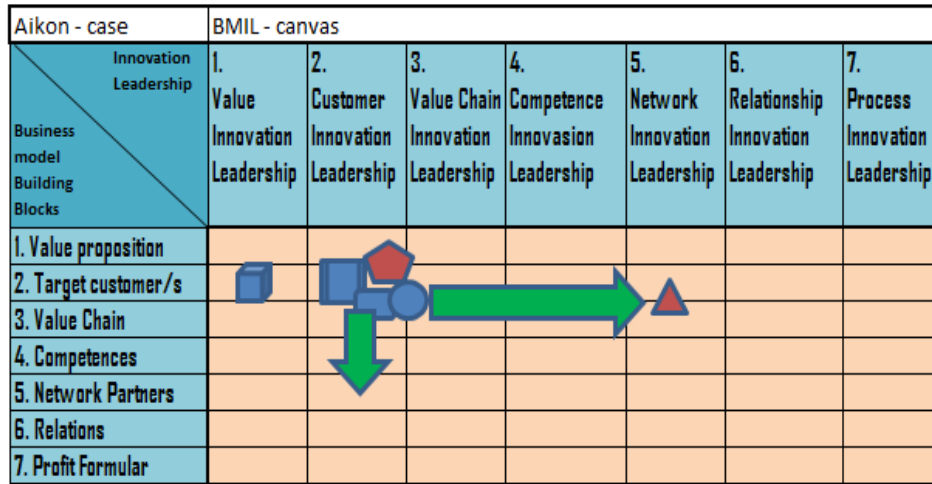 Aikon - case
BMIL - canvas
Innovation
Leadership
Business
model
Building
Blocks
1.
Value
Innovation
Leadership
2.
Customer
Innovation
Leadership
3.
Value Chain
Innovation
Leadership
4.
Competence
Innovasion
Leadership
5.
Network
Innovation
Leadership
6.
Relationship
Innovation
Leadership
7.
Process
Innovation
Leadership
1. Value proposition
2. Target customer/s
3. Value Chain
4. Competences
5. Network Partners
6. Relations
7. Profit Formular